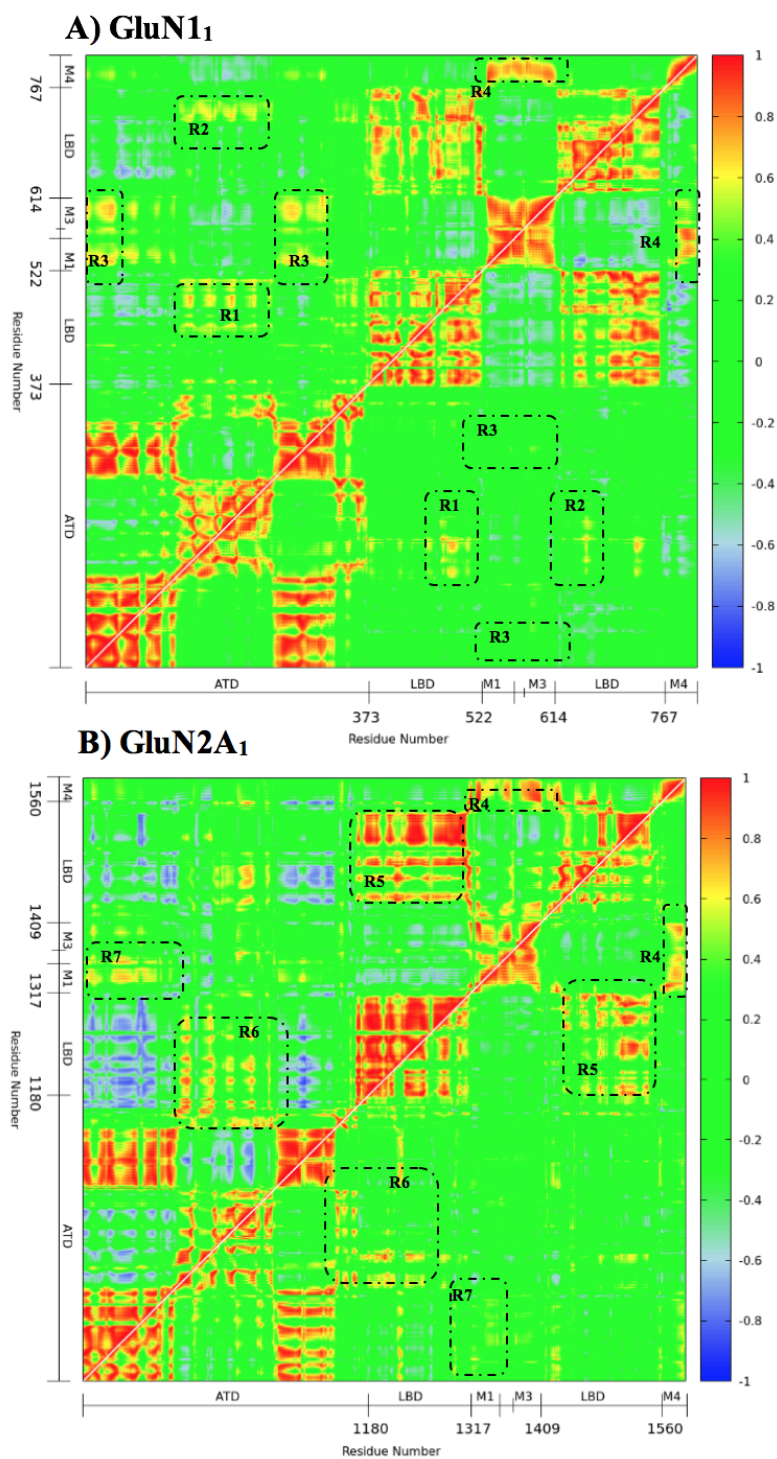 A) GluN1₁
M4
767
LBD
614
M3
M1
522
LBD
373
ATD
Residue Number
R4
R2
R3
R3
R4
R1
R3
R1
R2
R3
1
0.8
0.6
0.4
0.2
0
-0.2
-0.4
-0.6
-0.8
-1
ATD LBD M1 M3 LBD M4
373 522 614 767
Residue Number
B) GluN2A₁
1560
M4
LBD
1409
M3
M1
1317
LBD
1180
ATD
Residue Number
R4
R5
R7
R4
R6
R5
R6
R7
1
0.8
0.6
0.4
0.2
0
-0.2
-0.4
-0.6
-0.8
-1
ATD LBD M1 M3 LBD M4
1180 1317 1409 1560
Residue Number